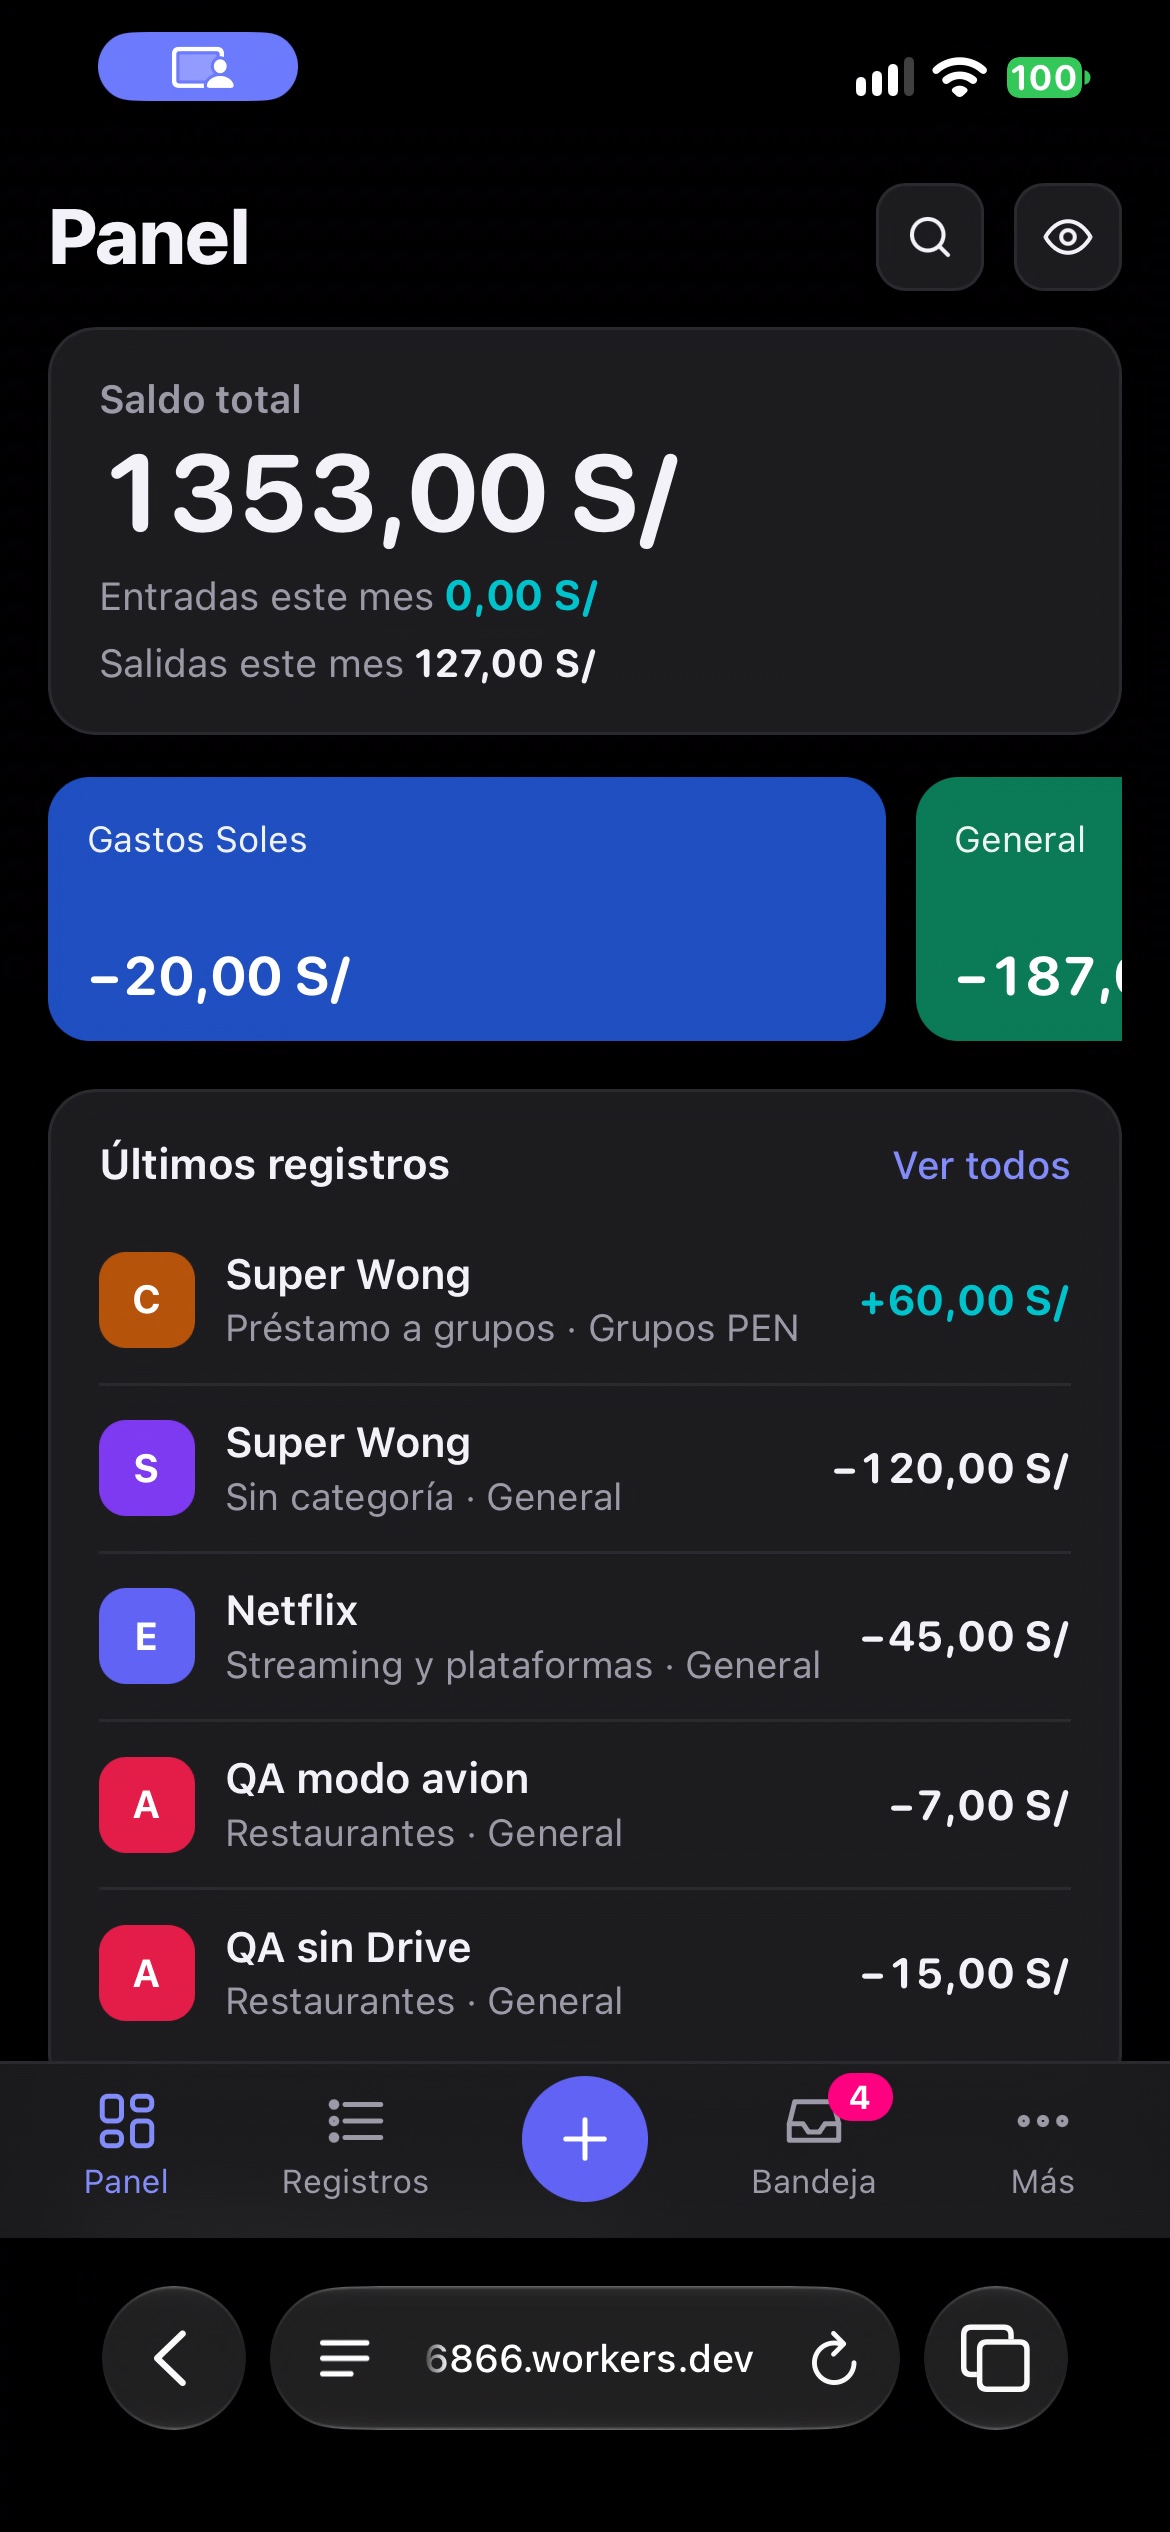 100
Panel
Saldo total
1353,00 S/
Entradas este mes 0,00 S/
Salidas este mes 127,00 S/
Gastos Soles
−20,00 S/
General
−187,
Últimos registros
Ver todos
C
Super Wong
Préstamo a grupos · Grupos PEN
+60,00 S/
S
Super Wong
Sin categoría · General
−120,00 S/
E
Netflix
Streaming y plataformas · General
−45,00 S/
A
QA modo avion
Restaurantes · General
−7,00 S/
A
QA sin Drive
Restaurantes · General
−15,00 S/
Panel
Registros
4
Bandeja
Más
6866.workers.dev